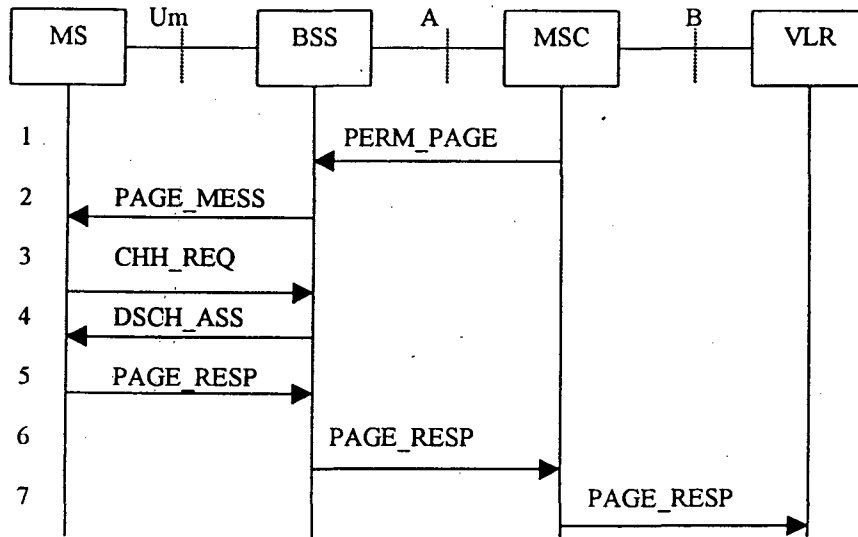 Um A B
MS BSS MSC VLR
1 PERM_PAGE
2 PAGE_MESS
3 CHH_REQ
4 DSCH_ASS
5 PAGE_RESP
6 PAGE_RESP
7 PAGE_RESP